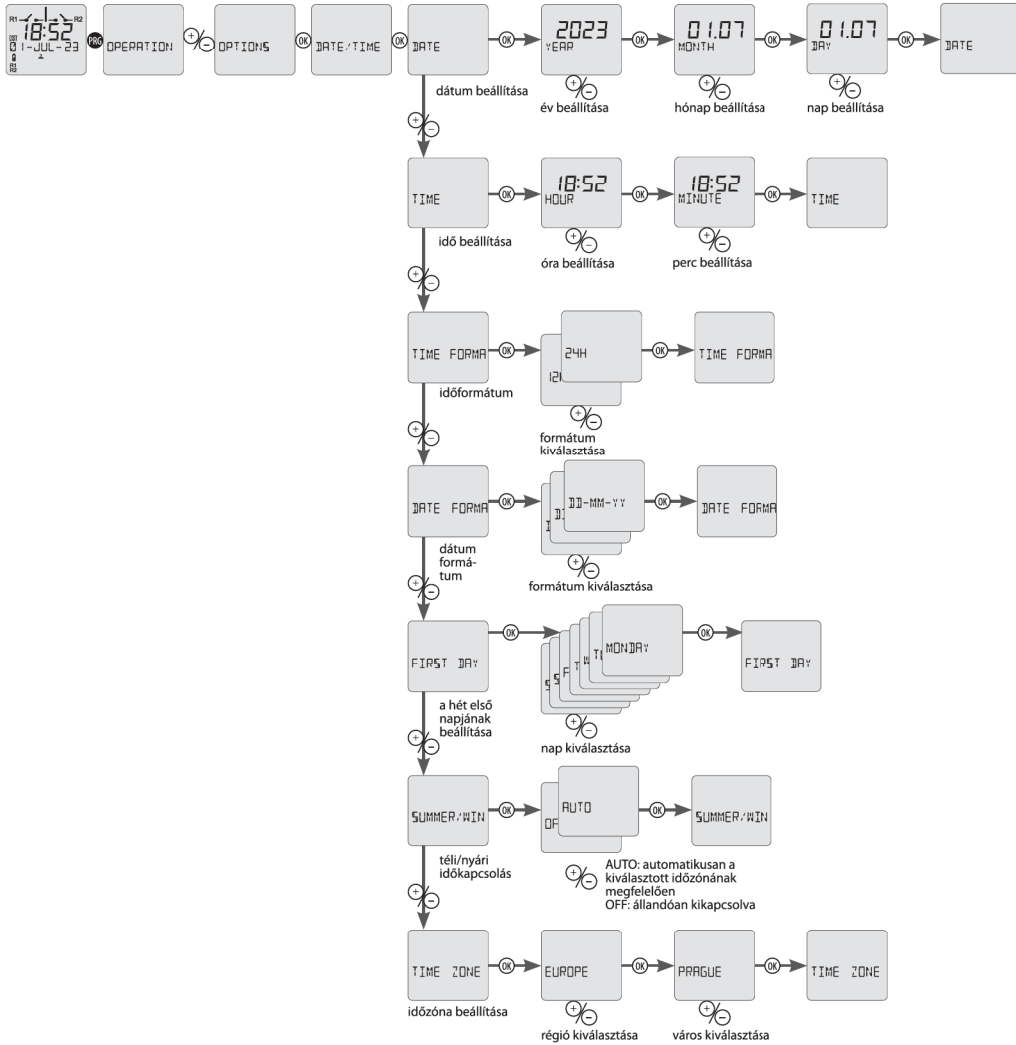 R1 R2
18:52
1-JUL-23
R1
R2
PRG
OPERATION
+/−
OPTIONS
OK
DATE/TIME
OK
DATE
OK
2023
YEAR
OK
01.07
MONTH
OK
01.07
DAY
OK
DATE
dátum beállítása
+/−
év beállítása
+/−
hónap beállítása
+/−
nap beállítása
+/−
TIME
OK
18:52
HOUR
OK
18:52
MINUTE
OK
TIME
idő beállítása
+/−
óra beállítása
+/−
perc beállítása
+/−
TIME FORMA
OK
24H
OK
TIME FORMA
időformátum
+/−
formátum
kiválasztása
+/−
DATE FORMA
OK
DD-MM-YY
OK
DATE FORMA
dátum
formá-
tum
+/−
formátum kiválasztása
+/−
FIRST DAY
OK
MONDAY
OK
FIRST DAY
a hét első
napjának
beállítása
+/−
nap kiválasztása
+/−
SUMMER/WIN
OK
AUTO
OK
SUMMER/WIN
téli/nyári
időkapcsolás
+/−
AUTO: automatikusan a
kiválasztott időzónának
megfelelően
OFF: állandóan kikapcsolva
+/−
TIME ZONE
OK
EUROPE
OK
PRAGUE
OK
TIME ZONE
időzóna beállítása
+/−
régió kiválasztása
+/−
város kiválasztása